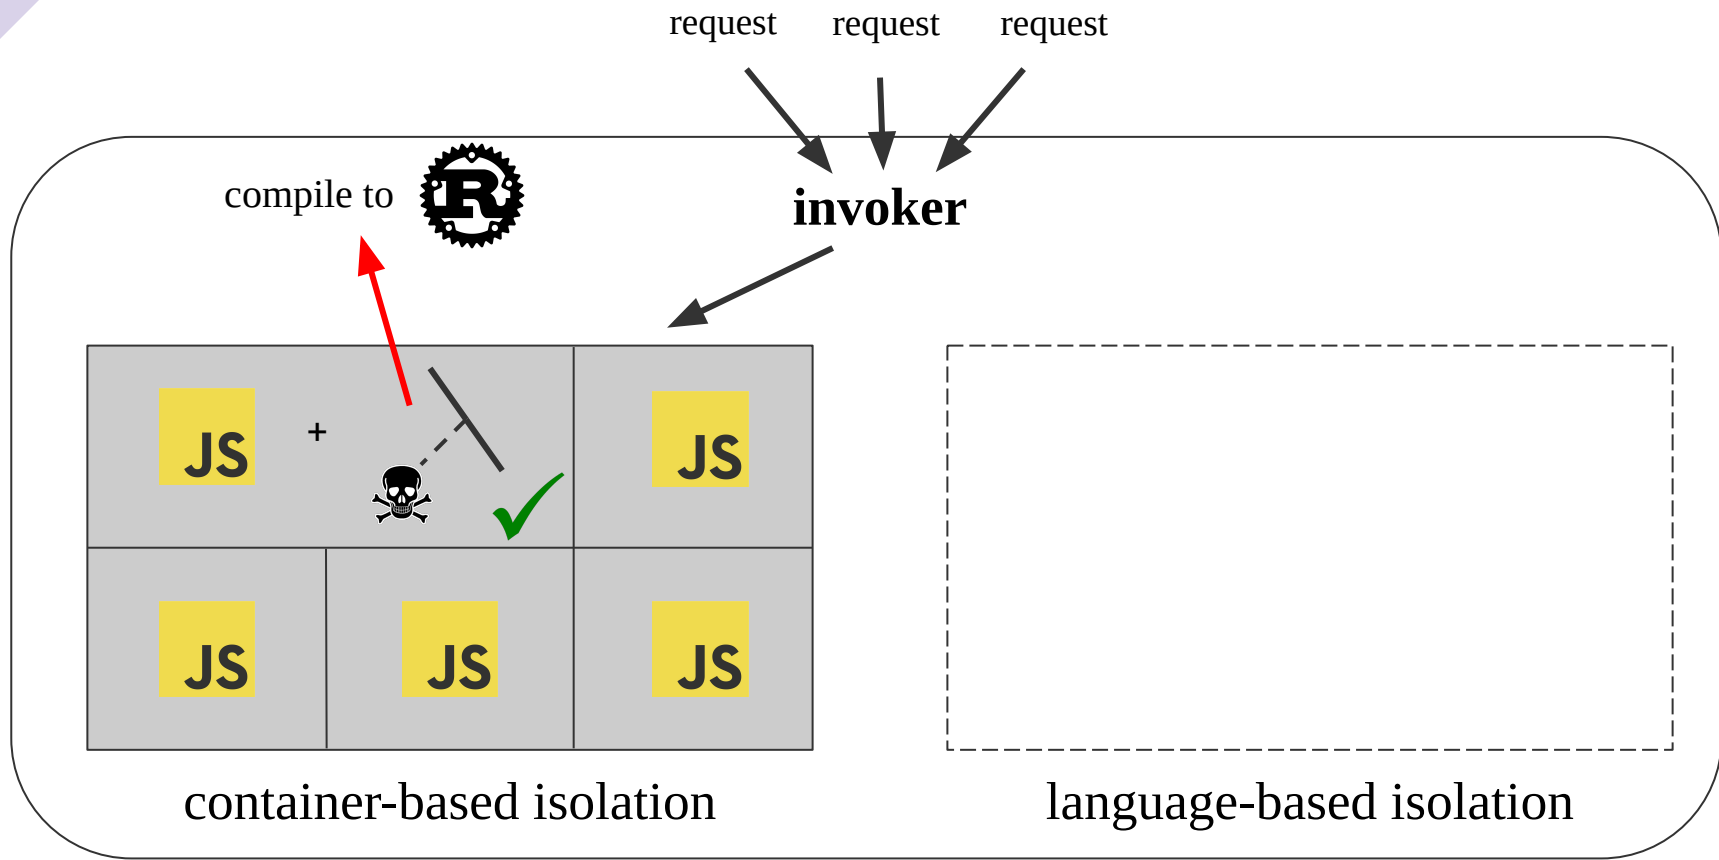 request request request
compile to R
invoker
JS + JS
JS JS JS
container-based isolation
language-based isolation